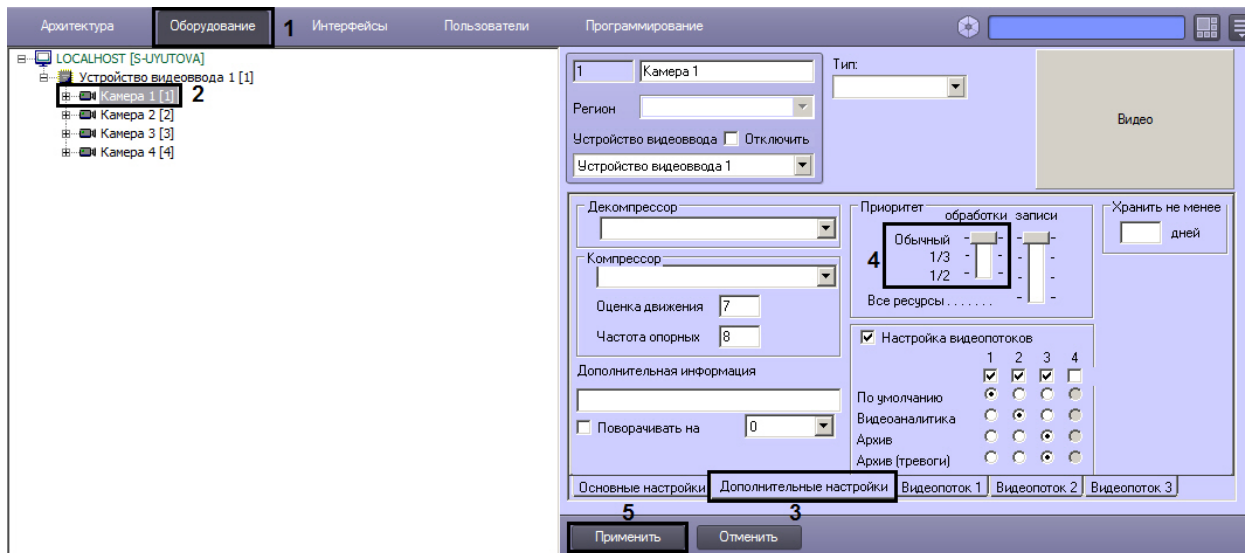 Архитектура Оборудование 1 Интерфейсы Пользователи Программирование
LOCALHOST [S-UYUTOVA]
Устройство видеоввода 1 [1]
Камера 1 [1] 2
Камера 2 [2]
Камера 3 [3]
Камера 4 [4]
1 Камера 1
Тип:
Регион
Устройство видеоввода Отключить
Устройство видеоввода 1
Видео
Декомпрессор
Компрессор
Оценка движения 7
Частота опорных 8
Дополнительная информация
Поворачивать на 0
Приоритет
обработки записи
Обычный
4 1/3
1/2
Все ресурсы . . . . . . .
Хранить не менее
дней
Настройка видеопотоков
1 2 3 4
По умолчанию
Видеоаналитика
Архив
Архив (тревоги)
Основные настройки Дополнительные настройки Видеопоток 1 Видеопоток 2 Видеопоток 3
5 3
Применить Отменить